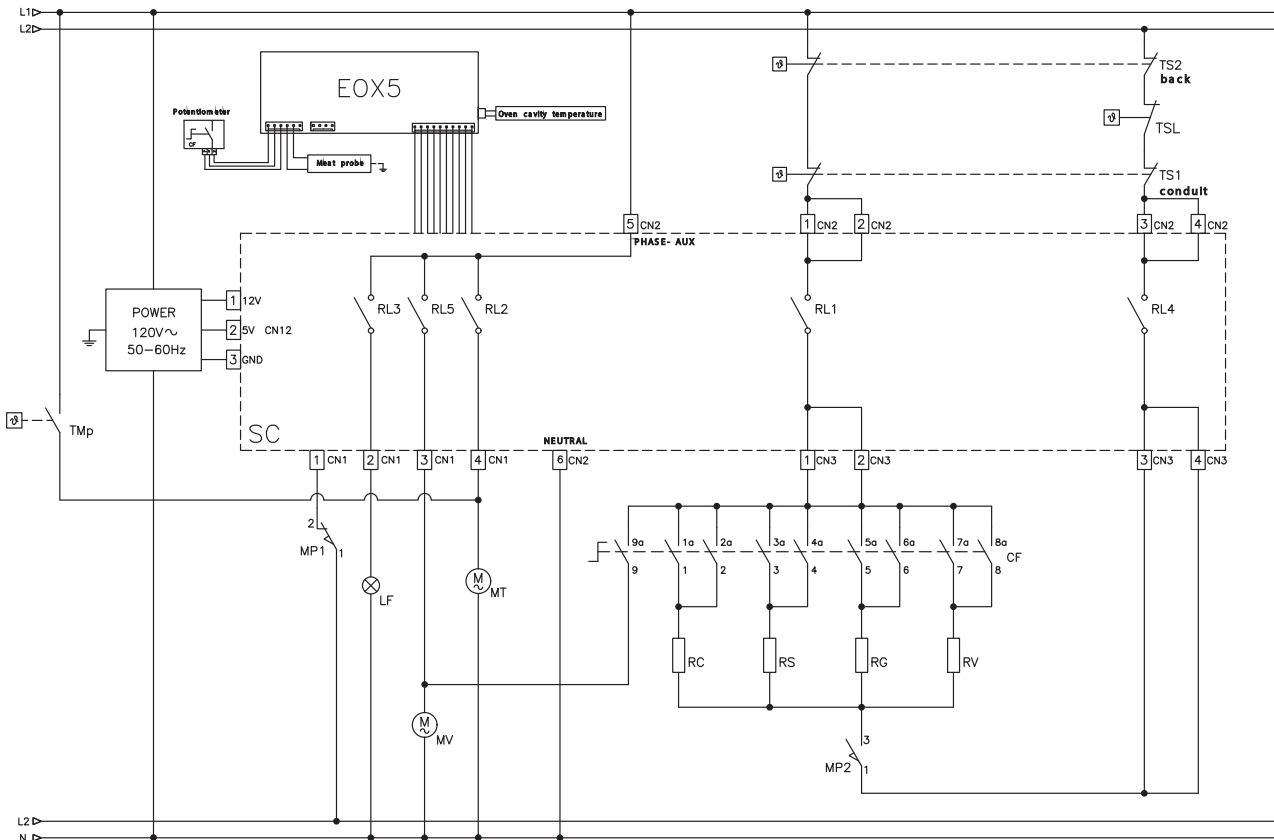 L1
L2
EOX5
Potentiometer
CF
Meat probe
Oven cavity temperature
ϑ
TS2
back
ϑ
TSL
ϑ
TS1
conduit
5 CN2
PHASE- AUX
1 CN2
2 CN2
3 CN2
4 CN2
POWER
120V~
50-60Hz
1 12V
2 5V CN12
3 GND
RL3
RL5
RL2
RL1
RL4
ϑ
TMp
SC
NEUTRAL
1 CN1
2 CN1
3 CN1
4 CN1
6 CN2
1 CN3
2 CN3
3 CN3
4 CN3
2
MP1
1
9a
1a
2a
3a
4a
5a
6a
7a
8a
CF
9
1
2
3
4
5
6
7
8
LF
M
~
MT
RC
RS
RG
RV
M
~
MV
3
MP2
1
L2
N